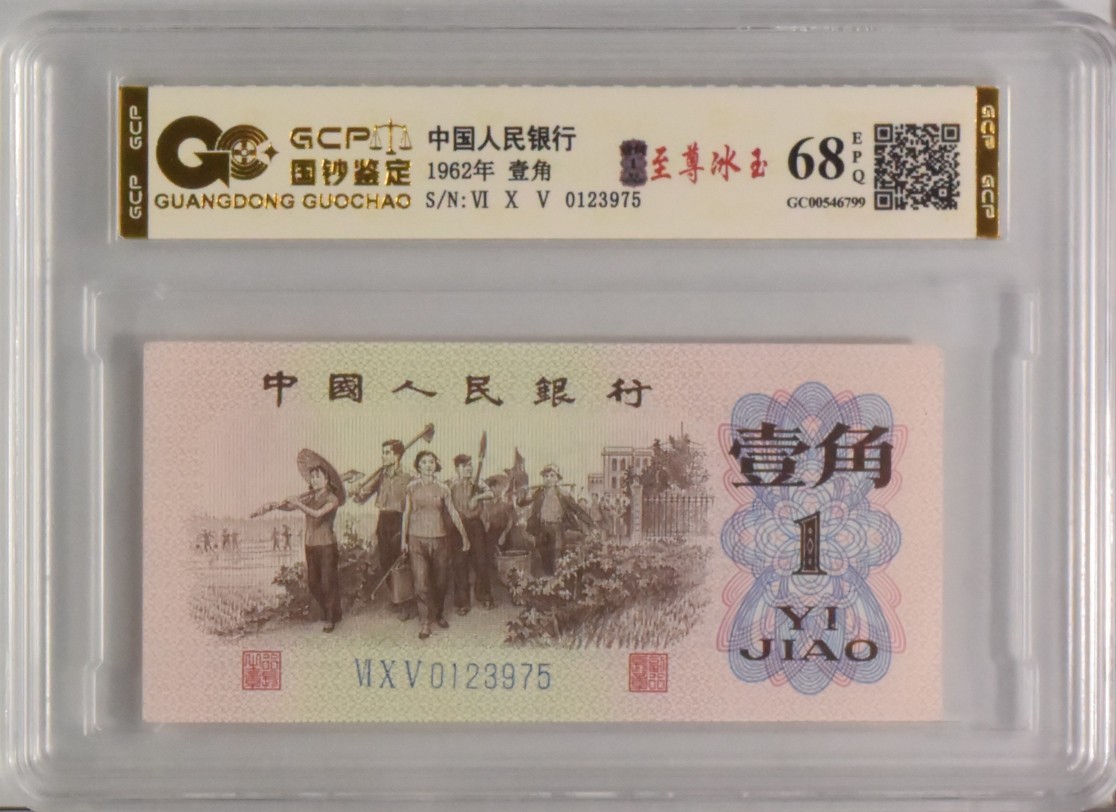 GCP
GCP
GCP
国钞鉴定
GUANGDONG GUOCHAO
中国人民银行
1962年 壹角
S/N:Ⅵ Ⅹ Ⅴ 0123975
至尊冰玉
68
EPQ
GC00546799
GCP
GCP
中國人民銀行
壹角
1
YI
JIAO
ⅥⅩⅤ0123975